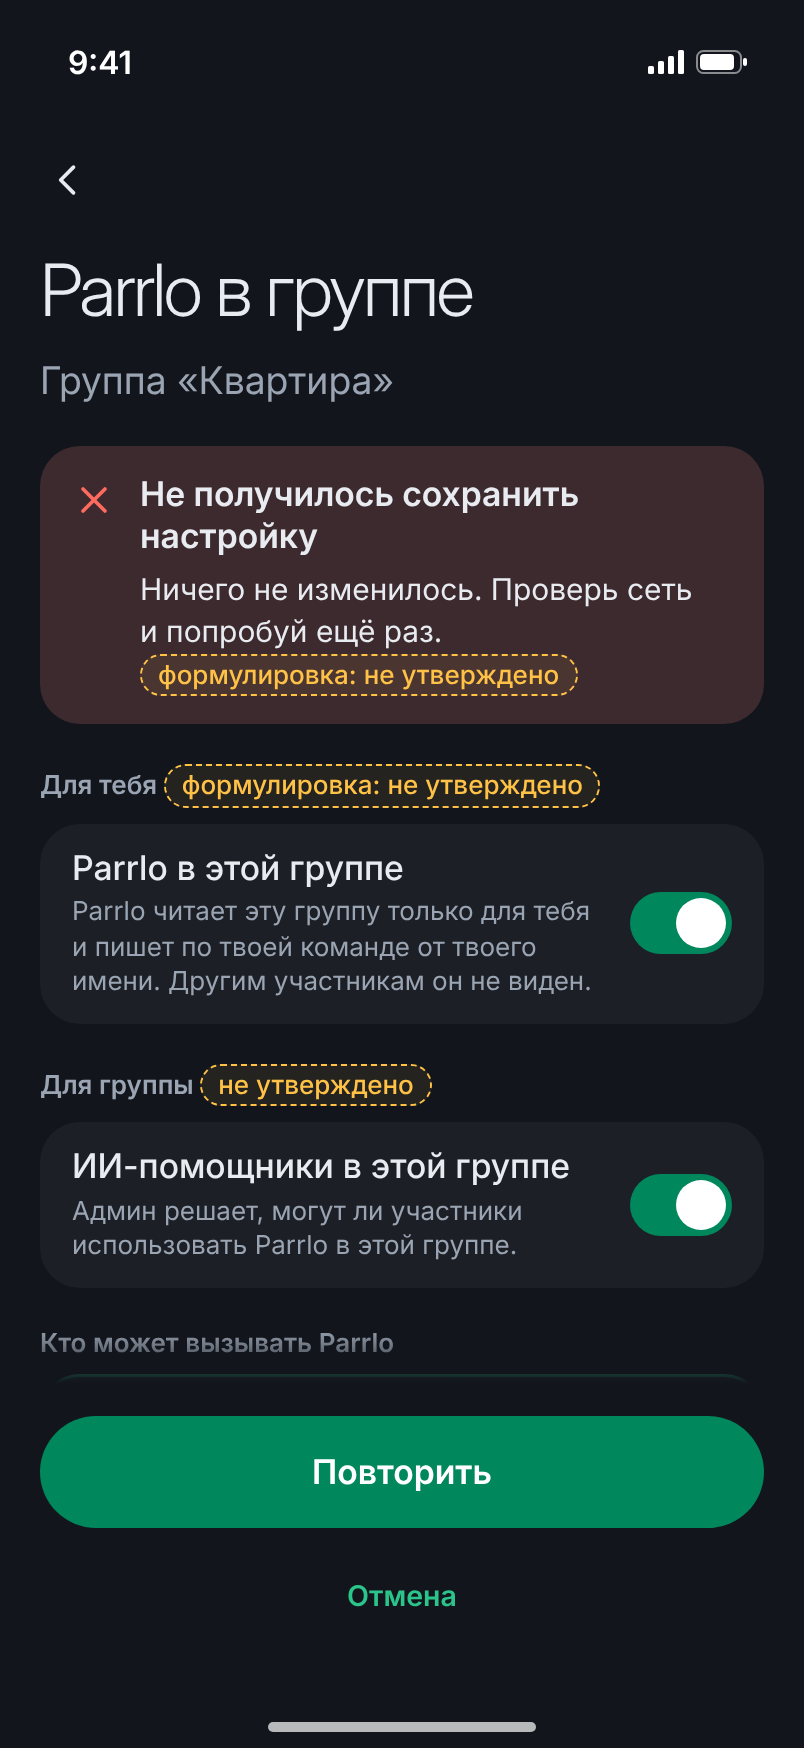 9:41
Parrlo в группе
Группа «Квартира»
Не получилось сохранить
настройку
Ничего не изменилось. Проверь сеть
и попробуй ещё раз.
формулировка: не утверждено
Для тебя формулировка: не утверждено
Parrlo в этой группе
Parrlo читает эту группу только для тебя
и пишет по твоей команде от твоего
имени. Другим участникам он не виден.
Для группы не утверждено
ИИ-помощники в этой группе
Админ решает, могут ли участники
использовать Parrlo в этой группе.
Кто может вызывать Parrlo
Повторить
Отмена